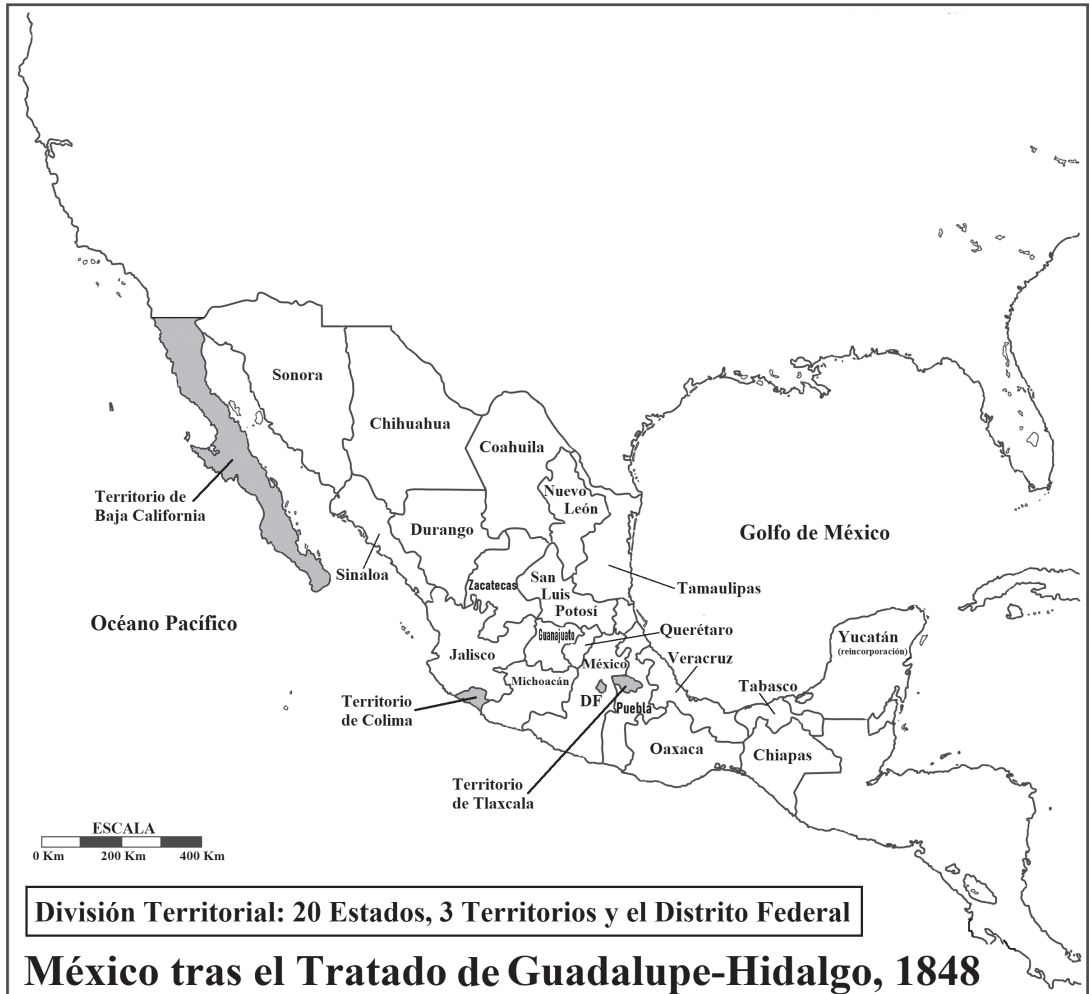 Sonora
Chihuahua
Coahuila
Nuevo
León
Territorio de
Baja California
Durango
Golfo de México
Sinaloa
Zacatecas
San
Luis
Potosí
Tamaulipas
Océano Pacífico
Guanajuato
Querétaro
Yucatán
(reincorporación)
Jalisco
México
Veracruz
Michoacán
Tabasco
Territorio
de Colima
DF
Puebla
Oaxaca
Chiapas
Territorio
de Tlaxcala
ESCALA
0 Km 200 Km 400 Km
División Territorial: 20 Estados, 3 Territorios y el Distrito Federal
México tras el Tratado de Guadalupe-Hidalgo, 1848